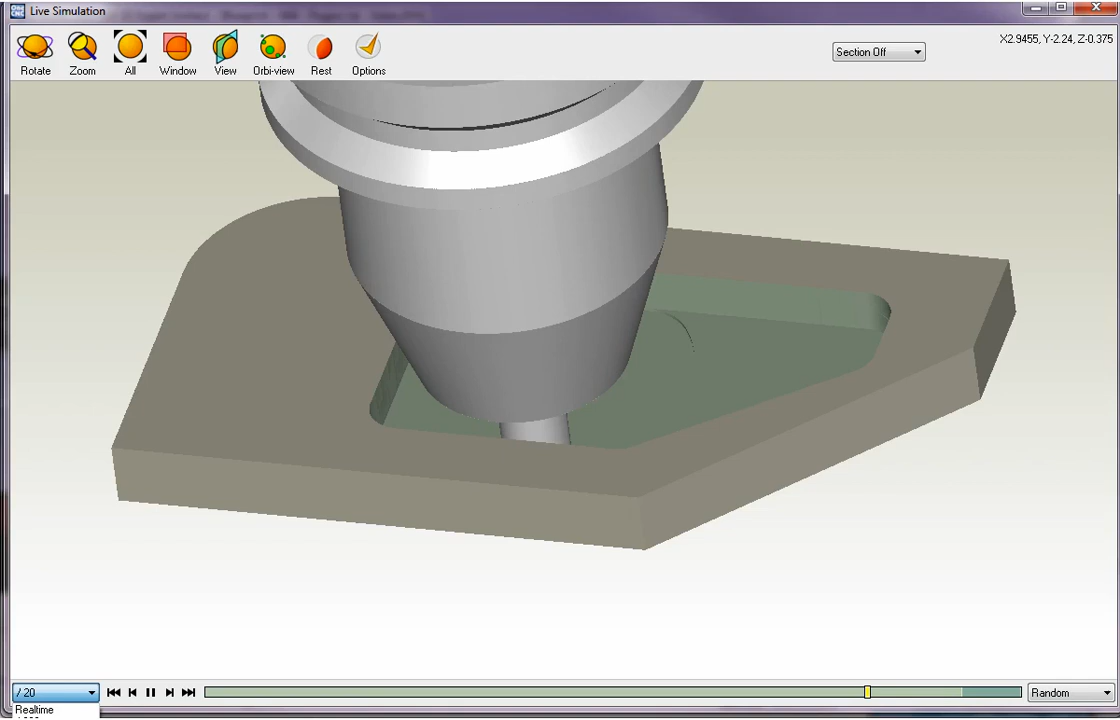 Live Simulation
Rotate Zoom All Window View Orbi-view Rest Options
Section Off
X2.9455, Y-2.24, Z-0.375
/ 20
Random
Realtime